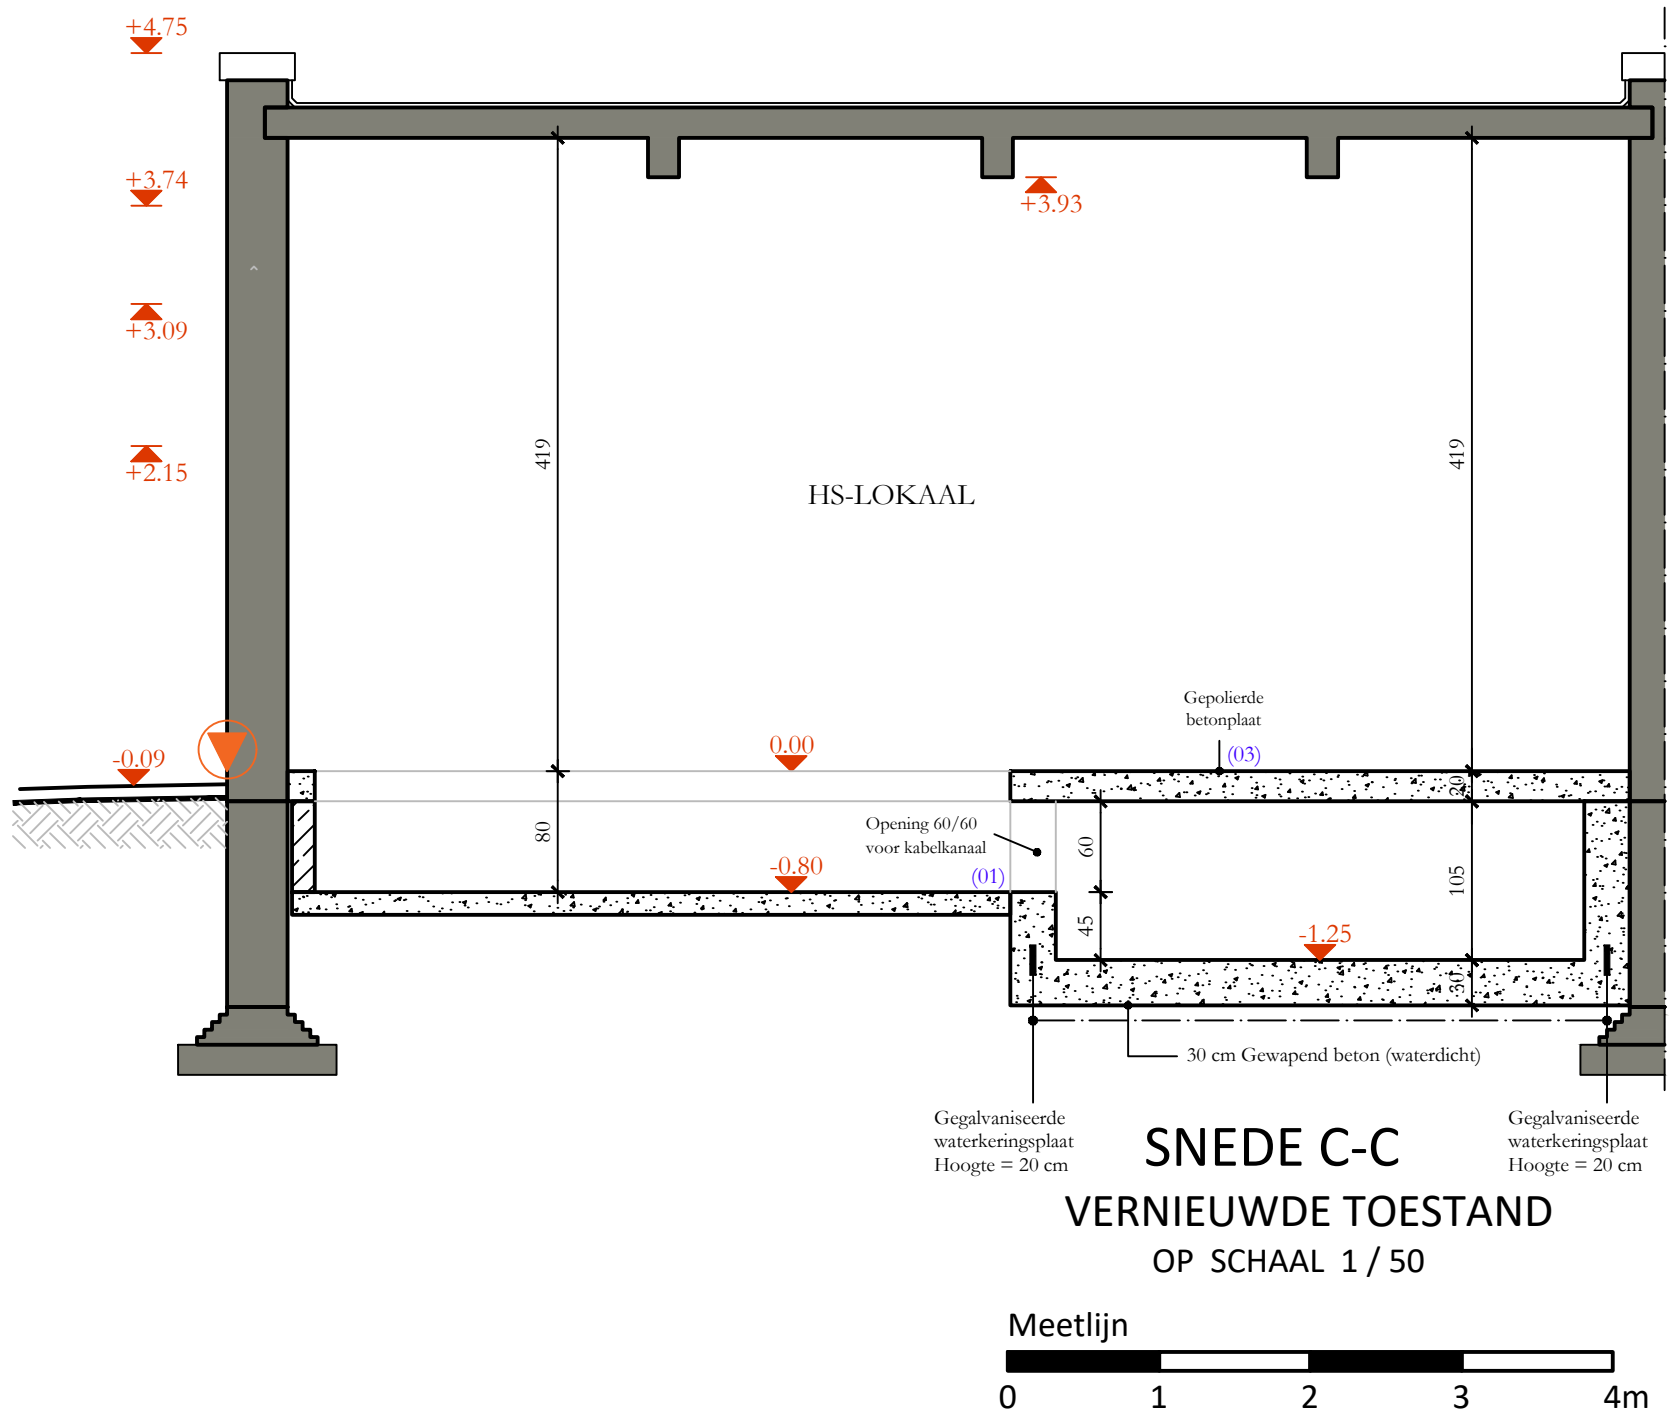 +4.75
+3.74
+3.93
+3.09
+2.15
419
419
HS-LOKAAL
Gepolierde
betonplaat
(03)
-0.09
0.00
20
80
Opening 60/60
voor kabelkanaal
60
-0.80
(01)
105
45
-1.25
30
30 cm Gewapend beton (waterdicht)
Gegalvaniseerde
waterkeringsplaat
Hoogte = 20 cm
Gegalvaniseerde
waterkeringsplaat
Hoogte = 20 cm
SNEDE C-C
VERNIEUWDE TOESTAND
OP SCHAAL 1 / 50
Meetlijn
0 1 2 3 4m